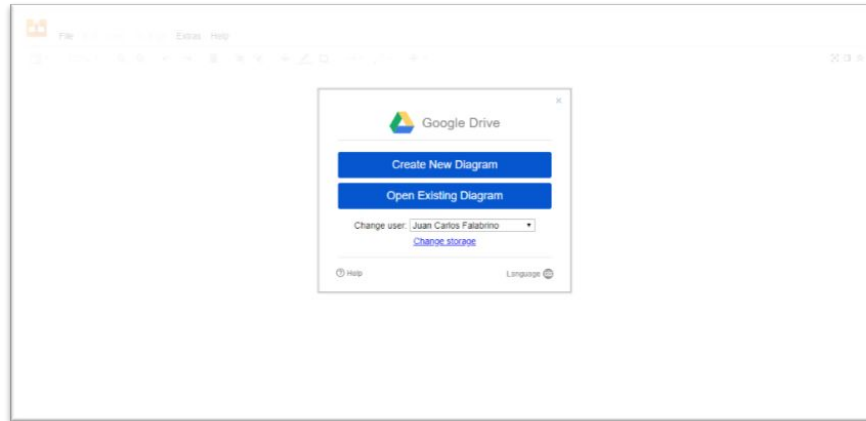 File Extras Help
Google Drive
Create New Diagram
Open Existing Diagram
Change user: Juan Carlos Falabrino
Change storage
Help Language